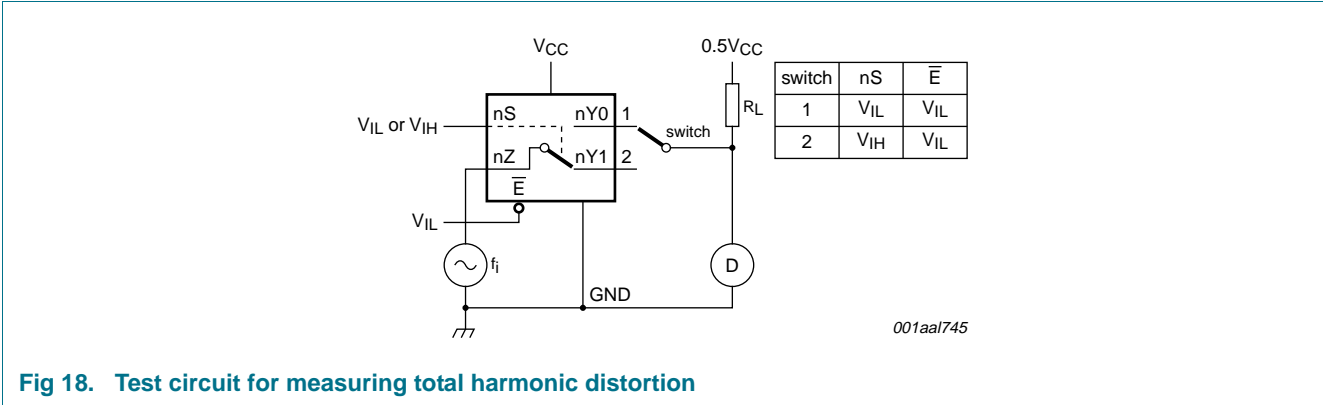 VCC
0.5VCC
switch nS E̅
1 VIL VIL
2 VIH VIL
RL
VIL or VIH
nS
nY0
1
switch
nZ
nY1
2
E̅
VIL
fi
D
GND
001aal745
Fig 18. Test circuit for measuring total harmonic distortion